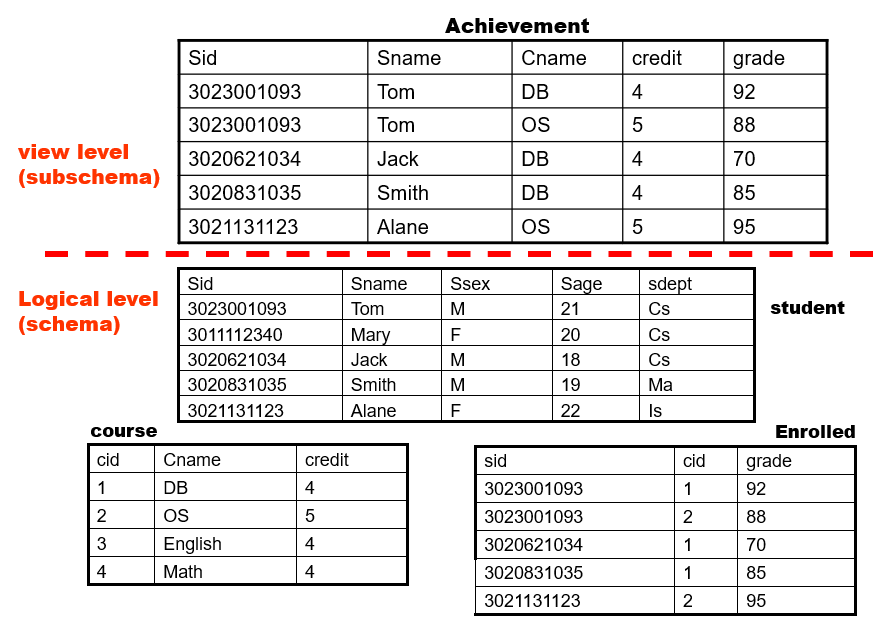 Achievement
Sid Sname Cname credit grade
3023001093 Tom DB 4 92
3023001093 Tom OS 5 88
3020621034 Jack DB 4 70
3020831035 Smith DB 4 85
3021131123 Alane OS 5 95
view level
(subschema)
Logical level
(schema)
Sid Sname Ssex Sage sdept
3023001093 Tom M 21 Cs
3011112340 Mary F 20 Cs
3020621034 Jack M 18 Cs
3020831035 Smith M 19 Ma
3021131123 Alane F 22 Is
student
course
cid Cname credit
1 DB 4
2 OS 5
3 English 4
4 Math 4
Enrolled
sid cid grade
3023001093 1 92
3023001093 2 88
3020621034 1 70
3020831035 1 85
3021131123 2 95